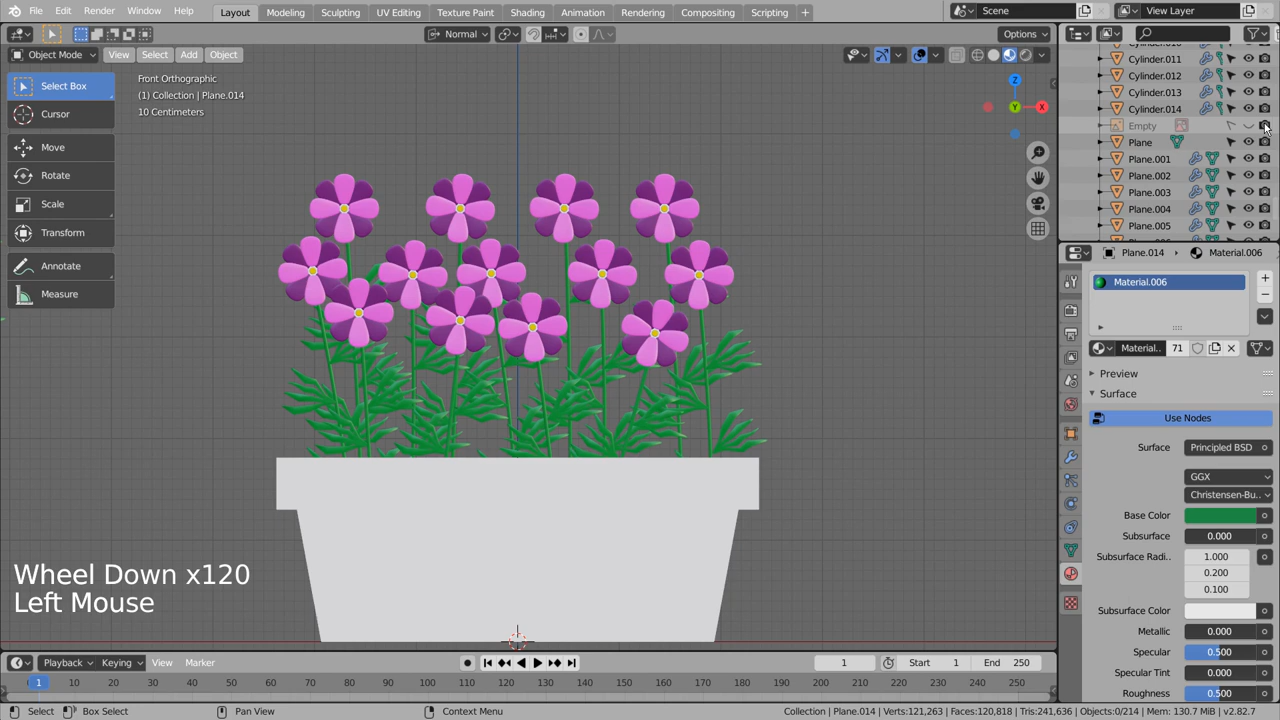 File Edit Render Window Help Layout Modeling Sculpting UV Editing Texture Paint Shading Animation Rendering Compositing Scripting + Scene View Layer
Normal Options
Object Mode View Select Add Object
Select Box
Cursor
Move
Rotate
Scale
Transform
Annotate
Measure
Front Orthographic
(1) Collection | Plane.014
10 Centimeters
Z
Y
X
Wheel Down x120
Left Mouse
Cylinder.011
Cylinder.012
Cylinder.013
Cylinder.014
Empty
Plane
Plane.001
Plane.002
Plane.003
Plane.004
Plane.005
Plane.014 Material.006
Material.006
Material.. 71
Preview
Surface
Use Nodes
Surface Principled BSD
GGX
Christensen-Bu..
Base Color
Subsurface 0.000
Subsurface Radi.. 1.000
0.200
0.100
Subsurface Color
Metallic 0.000
Specular 0.500
Specular Tint 0.000
Roughness 0.500
Playback Keying View Marker 1 Start 1 End 250
1 10 20 30 40 50 60 70 80 90 100 110 120 130 140 150 160 170 180 190 200 210 220 230 240 250
Select Box Select Pan View Context Menu Collection | Plane.014 | Verts:121,263 | Faces:120,818 | Tris:241,636 | Objects:0/214 | Mem: 130.7 MiB | v2.82.7